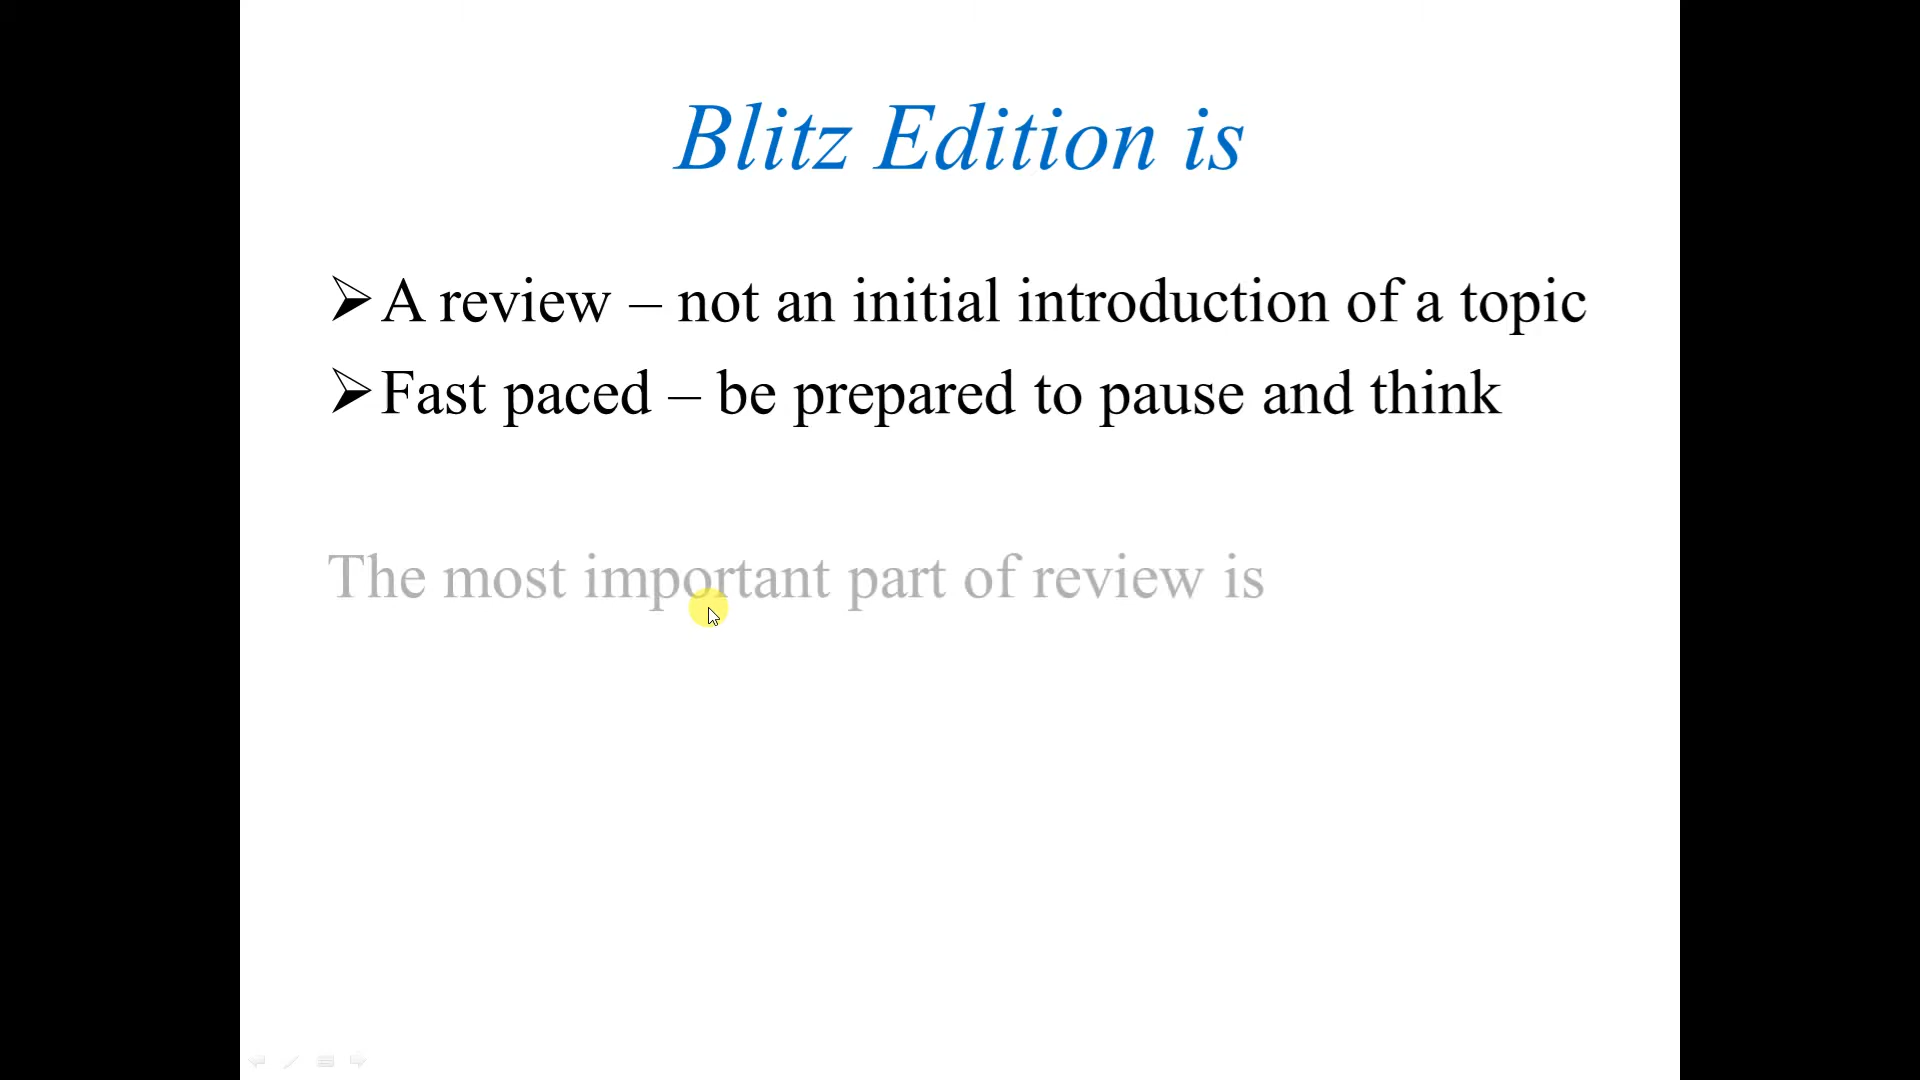 Blitz Edition is
➢A review – not an initial introduction of a topic
➢Fast paced – be prepared to pause and think
The most important part of review is